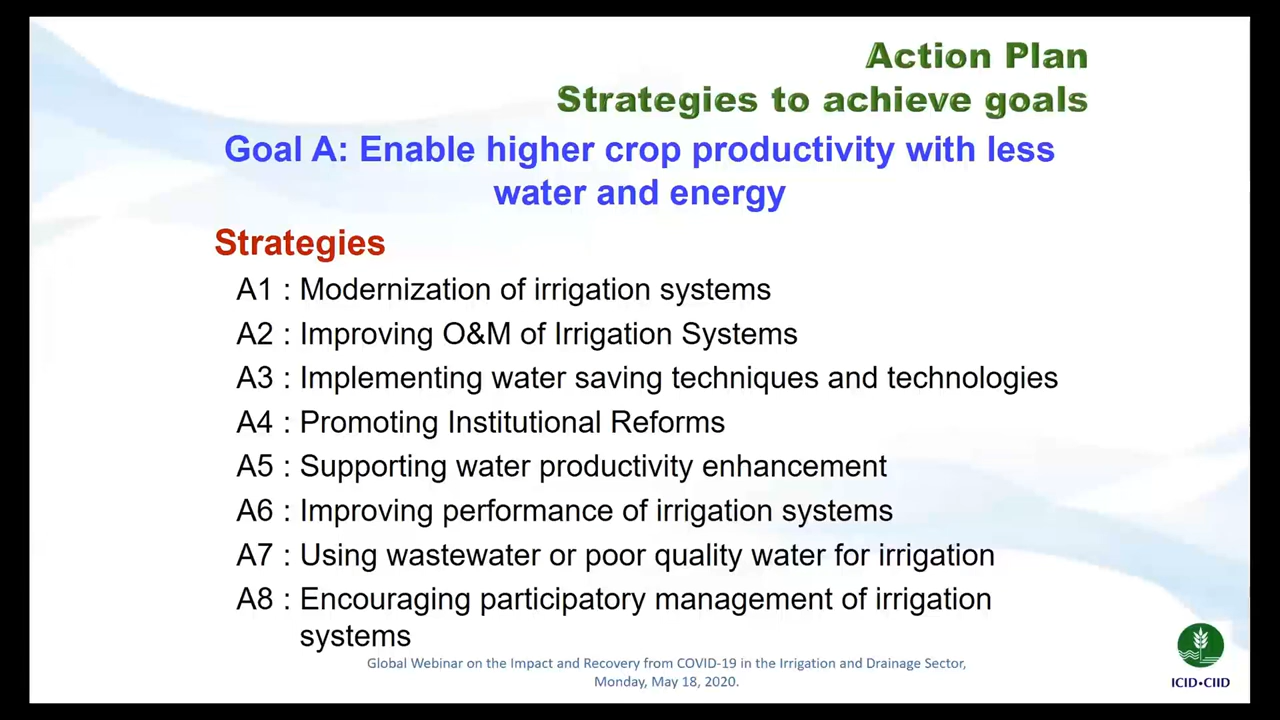 Action Plan
Strategies to achieve goals
Goal A: Enable higher crop productivity with less
water and energy
Strategies
A1 : Modernization of irrigation systems
A2 : Improving O&M of Irrigation Systems
A3 : Implementing water saving techniques and technologies
A4 : Promoting Institutional Reforms
A5 : Supporting water productivity enhancement
A6 : Improving performance of irrigation systems
A7 : Using wastewater or poor quality water for irrigation
A8 : Encouraging participatory management of irrigation
systems
Global Webinar on the Impact and Recovery from COVID-19 in the Irrigation and Drainage Sector,
Monday, May 18, 2020.
ICID•CIID